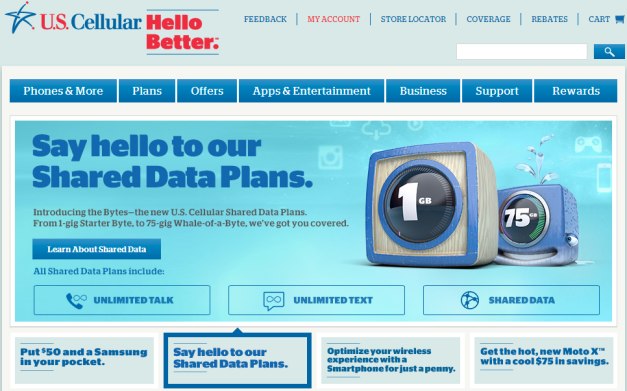 U.S. Cellular. Hello
Better.℠
FEEDBACK | MY ACCOUNT | STORE LOCATOR | COVERAGE | REBATES | CART
Phones & More
Plans
Offers
Apps & Entertainment
Business
Support
Rewards
Say hello to our
Shared Data Plans.
Introducing the Bytes—the new U.S. Cellular Shared Data Plans.
From 1-gig Starter Byte, to 75-gig Whale-of-a-Byte, we've got you covered.
Learn About Shared Data
All Shared Data Plans include:
UNLIMITED TALK
UNLIMITED TEXT
SHARED DATA
1 GB
75 GB
Put $50 and a Samsung
in your pocket.
Say hello to our
Shared Data Plans.
Optimize your wireless
experience with a
Smartphone for just a penny.
Get the hot, new Moto X™
with a cool $75 in savings.